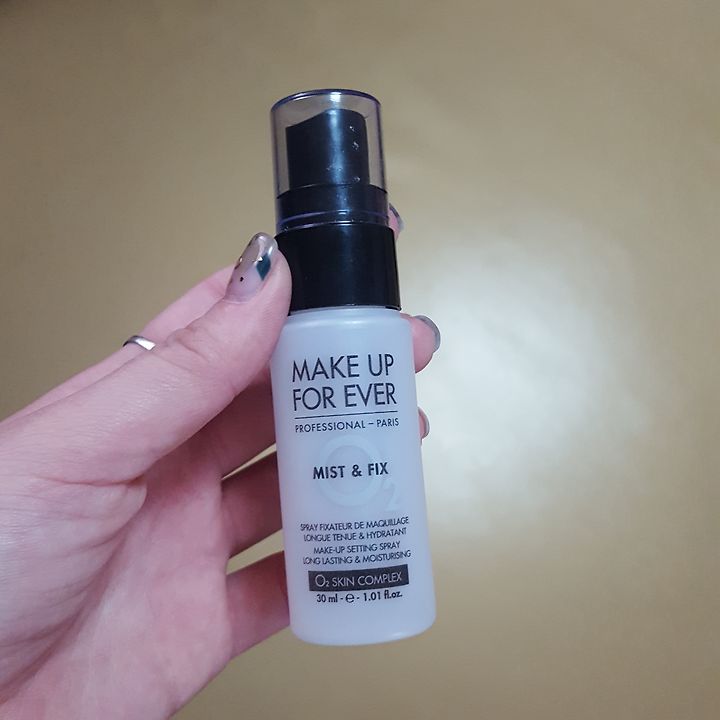 MAKE UP
FOR EVER
PROFESSIONAL – PARIS
O₂
MIST & FIX
SPRAY FIXATEUR DE MAQUILLAGE
LONGUE TENUE & HYDRATANT
MAKE-UP SETTING SPRAY
LONG LASTING & MOISTURISING
O₂ SKIN COMPLEX
30 ml - e - 1.01 fl.oz.